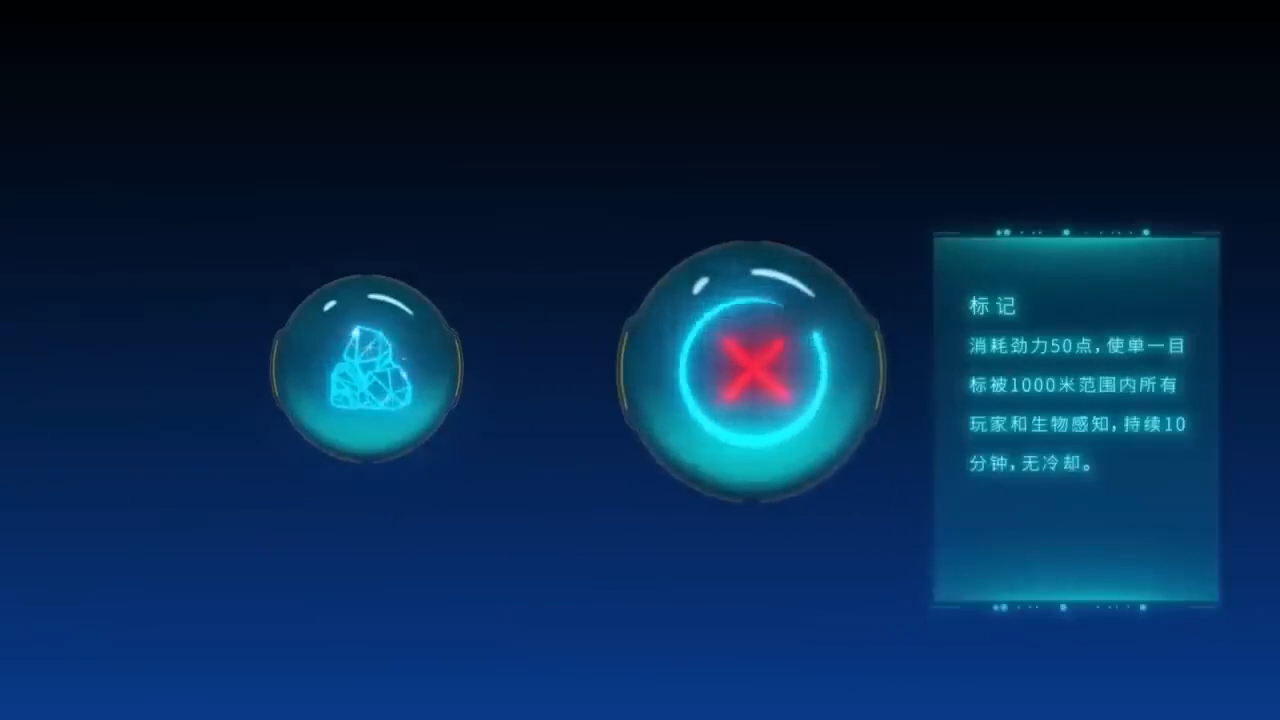 标记
消耗劲力50点，使单一目
标被1000米范围内所有
玩家和生物感知，持续10
分钟，无冷却。